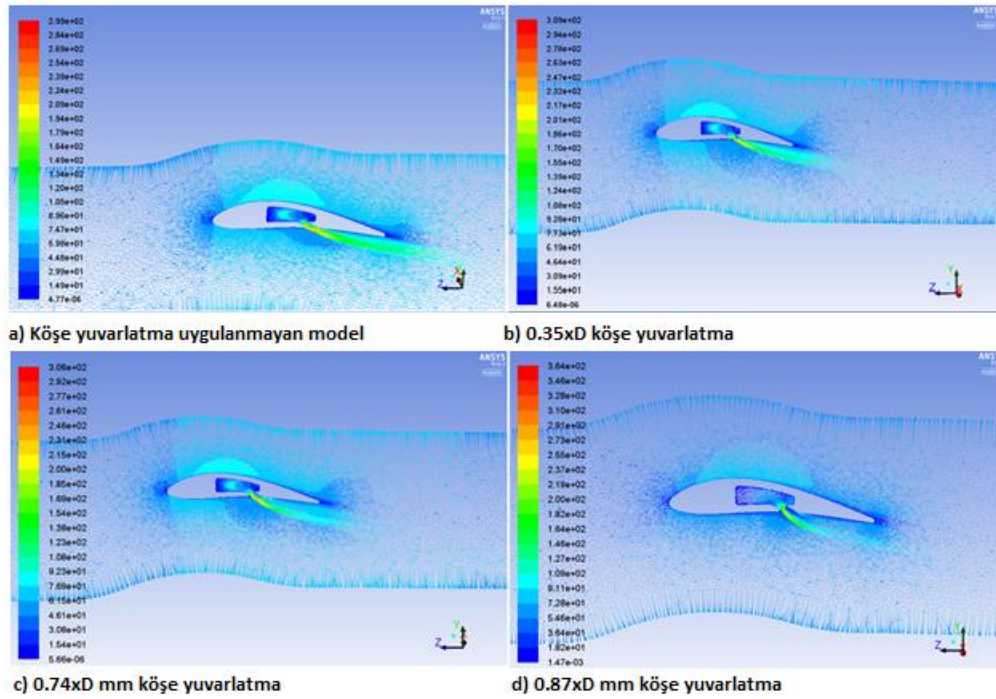 ANSYS
2.99e+02
2.84e+02
2.69e+02
2.54e+02
2.39e+02
2.24e+02
2.09e+02
1.94e+02
1.79e+02
1.64e+02
1.49e+02
1.34e+02
1.20e+02
1.05e+02
8.96e+01
7.47e+01
5.98e+01
4.48e+01
2.99e+01
1.49e+01
4.77e-06
Z
X
ANSYS
3.09e+02
2.94e+02
2.78e+02
2.63e+02
2.47e+02
2.32e+02
2.17e+02
2.01e+02
1.86e+02
1.70e+02
1.55e+02
1.39e+02
1.24e+02
1.08e+02
9.28e+01
7.73e+01
6.19e+01
4.64e+01
3.09e+01
1.55e+01
6.48e-06
Y
Z
X
a) Köşe yuvarlatma uygulanmayan model
b) 0.35xD köşe yuvarlatma
ANSYS
3.08e+02
2.92e+02
2.77e+02
2.61e+02
2.46e+02
2.31e+02
2.15e+02
2.00e+02
1.85e+02
1.69e+02
1.54e+02
1.38e+02
1.23e+02
1.08e+02
9.23e+01
7.69e+01
6.15e+01
4.61e+01
3.08e+01
1.54e+01
5.66e-06
Y
Z
ANSYS
3.64e+02
3.46e+02
3.28e+02
3.10e+02
2.91e+02
2.73e+02
2.55e+02
2.37e+02
2.19e+02
2.00e+02
1.82e+02
1.64e+02
1.46e+02
1.27e+02
1.09e+02
9.11e+01
7.28e+01
5.46e+01
3.64e+01
1.82e+01
1.47e-03
Y
Z
c) 0.74xD mm köşe yuvarlatma
d) 0.87xD mm köşe yuvarlatma